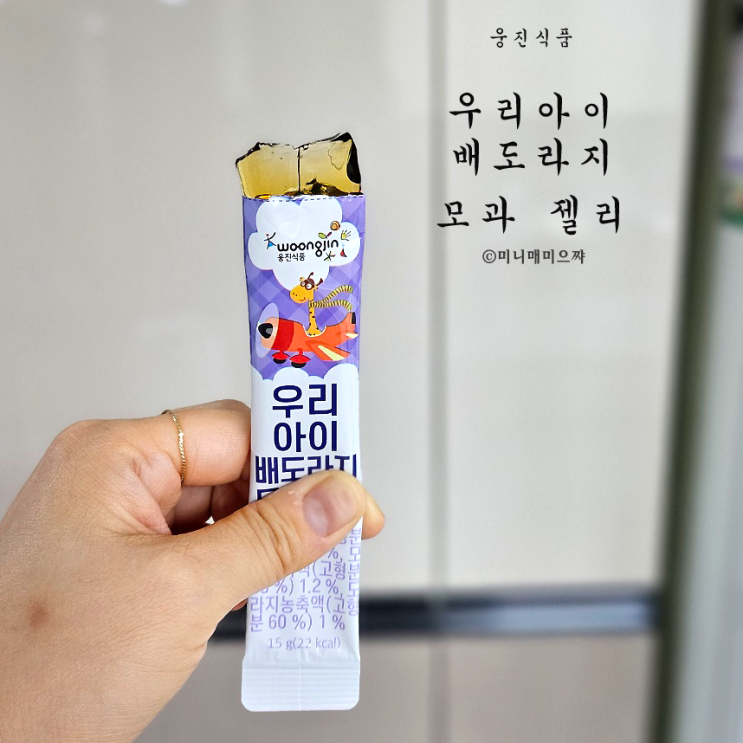 웅진식품
우리아이
배도라지
모과 젤리
©미니매미으쨔
woongjin
웅진식품
우리
아이
배도라지
(고형
%) 1.2 %,
라지농축액(고형
분 60 %) 1 %
15 g(22 kcal)